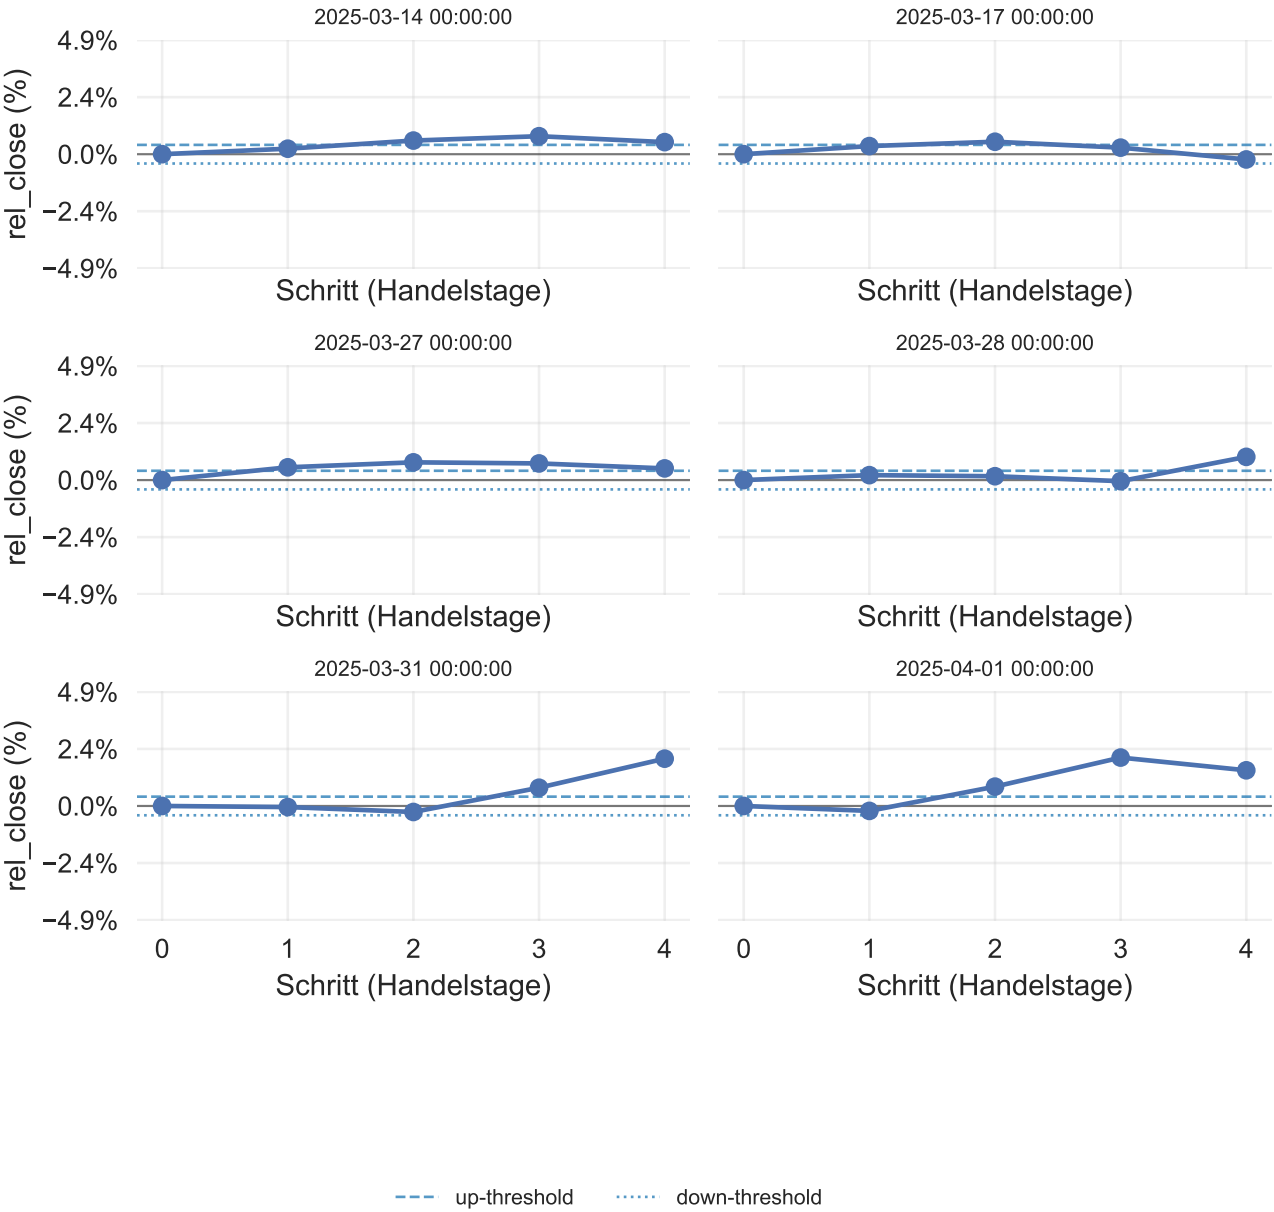 2025-03-14 00:00:00
2025-03-17 00:00:00
4.9%
2.4%
0.0%
−2.4%
−4.9%
rel_close (%)
Schritt (Handelstage)
Schritt (Handelstage)
2025-03-27 00:00:00
2025-03-28 00:00:00
4.9%
2.4%
0.0%
−2.4%
−4.9%
rel_close (%)
Schritt (Handelstage)
Schritt (Handelstage)
2025-03-31 00:00:00
2025-04-01 00:00:00
4.9%
2.4%
0.0%
−2.4%
−4.9%
rel_close (%)
0 1 2 3 4
0 1 2 3 4
Schritt (Handelstage)
Schritt (Handelstage)
up-threshold
down-threshold